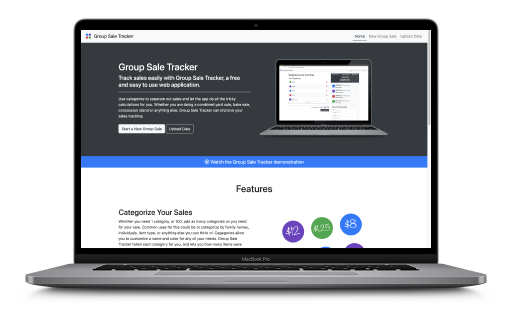 Group Sale Tracker
Home New Group Sale Upload Data
Group Sale Tracker
Track sales easily with Group Sale Tracker, a free
and easy to use web application.
Use categories to separate out sales and let the app do all the tricky
calculations for you. Whether you are doing a combined yard sale, bake sale,
concession stand or anything else, Group Sale Tracker can improve your
sales tracking.
Start a New Group Sale Upload Data
Watch the Group Sale Tracker demonstration
Features
Categorize Your Sales
Whether you need 1 category, or 100, add as many categories as you need
for your sale. Common uses for this could be to categorize by family names,
individuals, item type, or anything else you can think of. Categories allow
you to customize a name and color for any of your needs. Group Sale
Tracker totals each category for you, and lets you how many items were
$12
$.25
$8
MacBook Pro